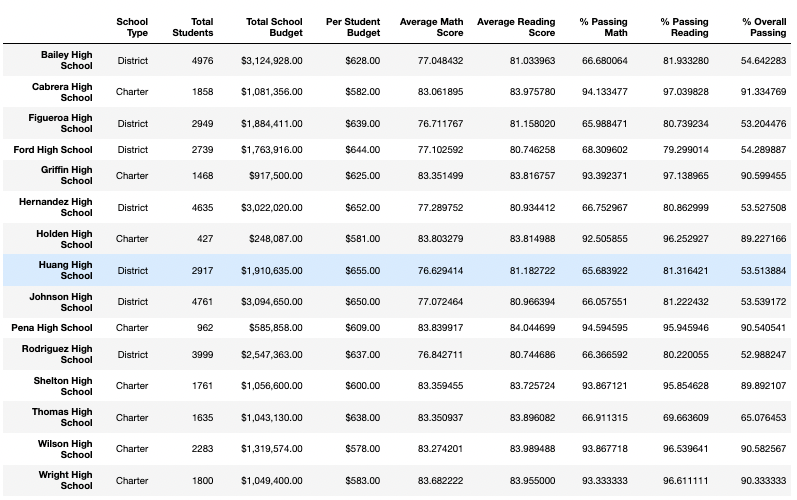 School Type Total Students Total School Budget Per Student Budget Average Math Score Average Reading Score % Passing Math % Passing Reading % Overall Passing
Bailey High School District 4976 $3,124,928.00 $628.00 77.048432 81.033963 66.680064 81.933280 54.642283
Cabrera High School Charter 1858 $1,081,356.00 $582.00 83.061895 83.975780 94.133477 97.039828 91.334769
Figueroa High School District 2949 $1,884,411.00 $639.00 76.711767 81.158020 65.988471 80.739234 53.204476
Ford High School District 2739 $1,763,916.00 $644.00 77.102592 80.746258 68.309602 79.299014 54.289887
Griffin High School Charter 1468 $917,500.00 $625.00 83.351499 83.816757 93.392371 97.138965 90.599455
Hernandez High School District 4635 $3,022,020.00 $652.00 77.289752 80.934412 66.752967 80.862999 53.527508
Holden High School Charter 427 $248,087.00 $581.00 83.803279 83.814988 92.505855 96.252927 89.227166
Huang High School District 2917 $1,910,635.00 $655.00 76.629414 81.182722 65.683922 81.316421 53.513884
Johnson High School District 4761 $3,094,650.00 $650.00 77.072464 80.966394 66.057551 81.222432 53.539172
Pena High School Charter 962 $585,858.00 $609.00 83.839917 84.044699 94.594595 95.945946 90.540541
Rodriguez High School District 3999 $2,547,363.00 $637.00 76.842711 80.744686 66.366592 80.220055 52.988247
Shelton High School Charter 1761 $1,056,600.00 $600.00 83.359455 83.725724 93.867121 95.854628 89.892107
Thomas High School Charter 1635 $1,043,130.00 $638.00 83.350937 83.896082 66.911315 69.663609 65.076453
Wilson High School Charter 2283 $1,319,574.00 $578.00 83.274201 83.989488 93.867718 96.539641 90.582567
Wright High School Charter 1800 $1,049,400.00 $583.00 83.682222 83.955000 93.333333 96.611111 90.333333